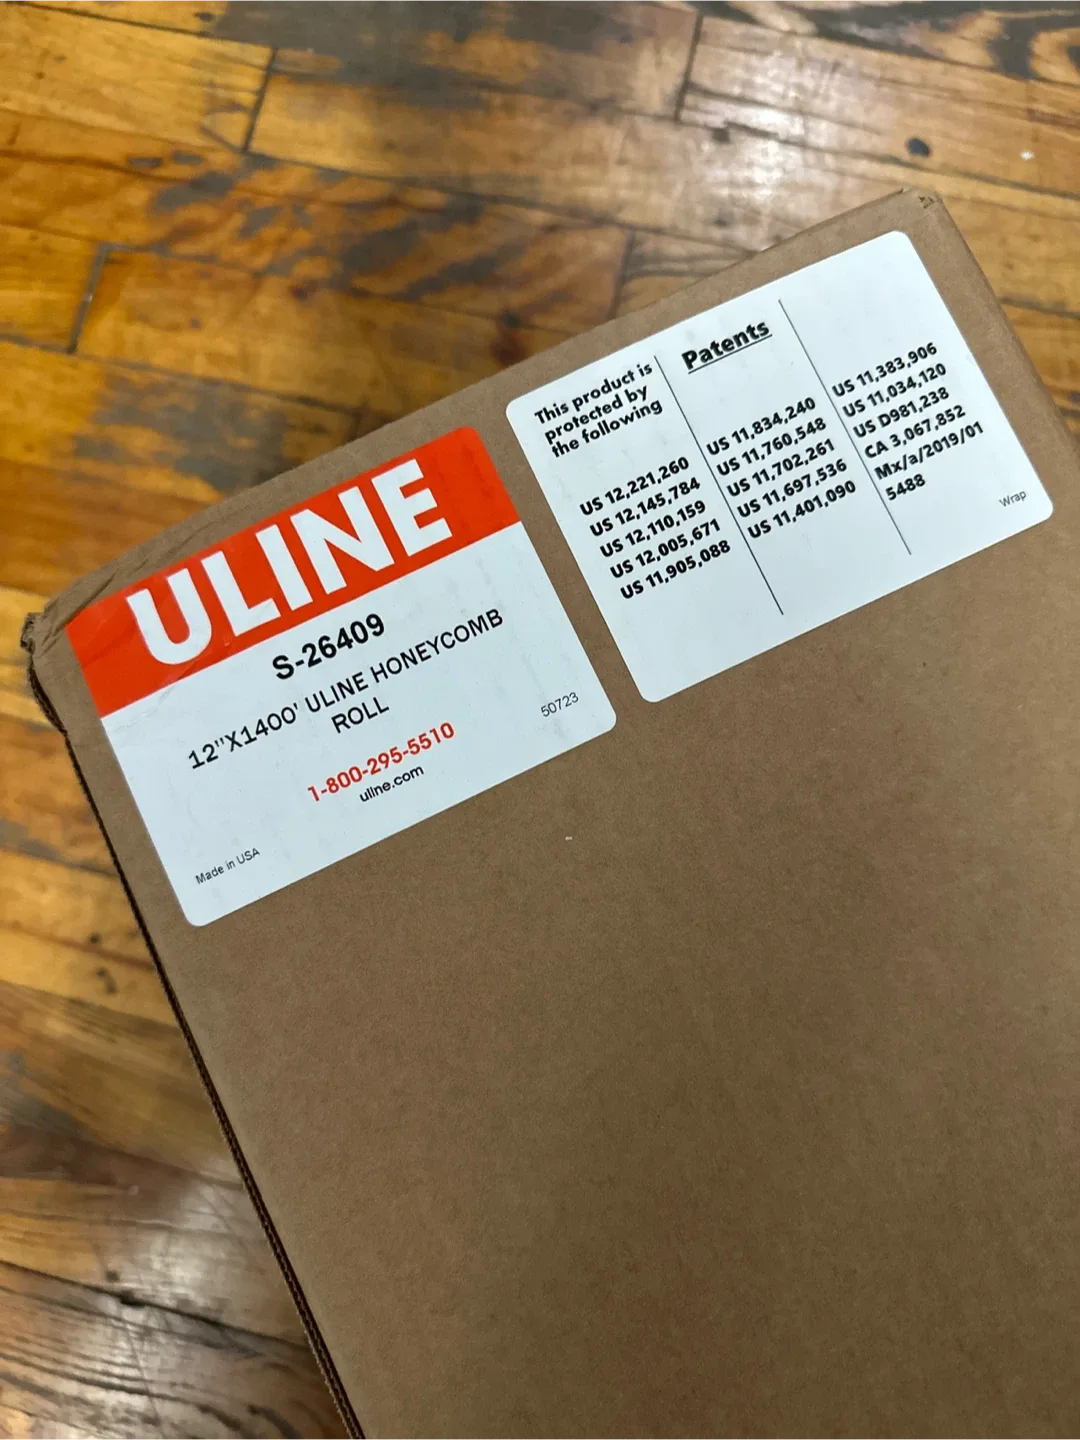 ULINE
S-26409
12"X1400' ULINE HONEYCOMB
ROLL
50723
1-800-295-5510
uline.com
Made in USA
This product is
protected by
the following
US 12,221,260
US 12,145,784
US 12,110,159
US 12,005,671
US 11,905,088
Patents
US 11,834,240
US 11,760,548
US 11,702,261
US 11,697,536
US 11,401,090
US 11,383,906
US 11,034,120
US D981,238
CA 3,067,852
Mx/a/2019/01
5488
Wrap